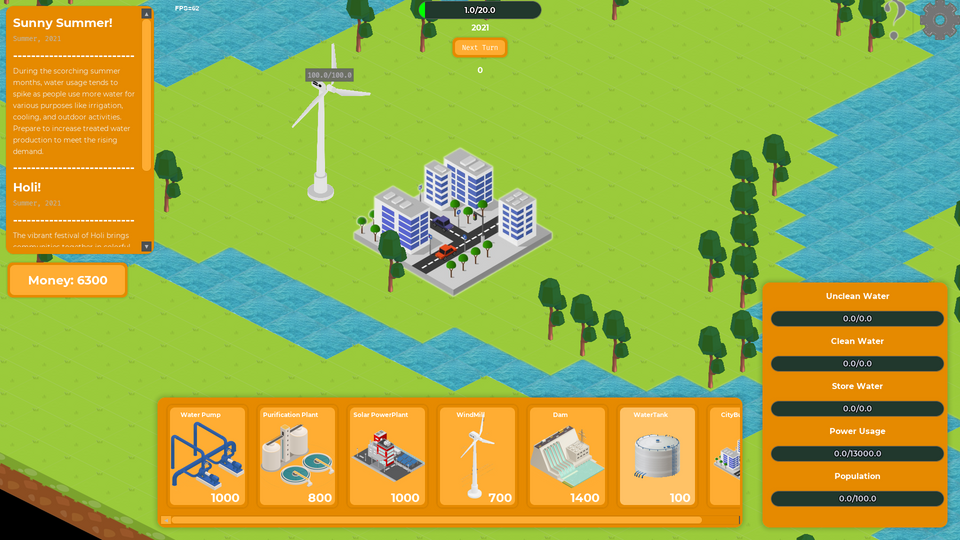 Sunny Summer!
Summer, 2021
During the scorching summer
months, water usage tends to
spike as people use more water for
various purposes like irrigation,
cooling, and outdoor activities.
Prepare to increase treated water
production to meet the rising
demand.
Holi!
Summer, 2021
The vibrant festival of Holi brings
communities together in colorful
Money: 6300
FPS=62
1.0/20.0
2021
Next Turn
0
?
100.0/100.0
Unclean Water
0.0/0.0
Clean Water
0.0/0.0
Store Water
0.0/0.0
Power Usage
0.0/13000.0
Population
0.0/100.0
Water Pump
1000
Purification Plant
800
Solar PowerPlant
1000
WindMill
700
Dam
1400
WaterTank
100
CityBu